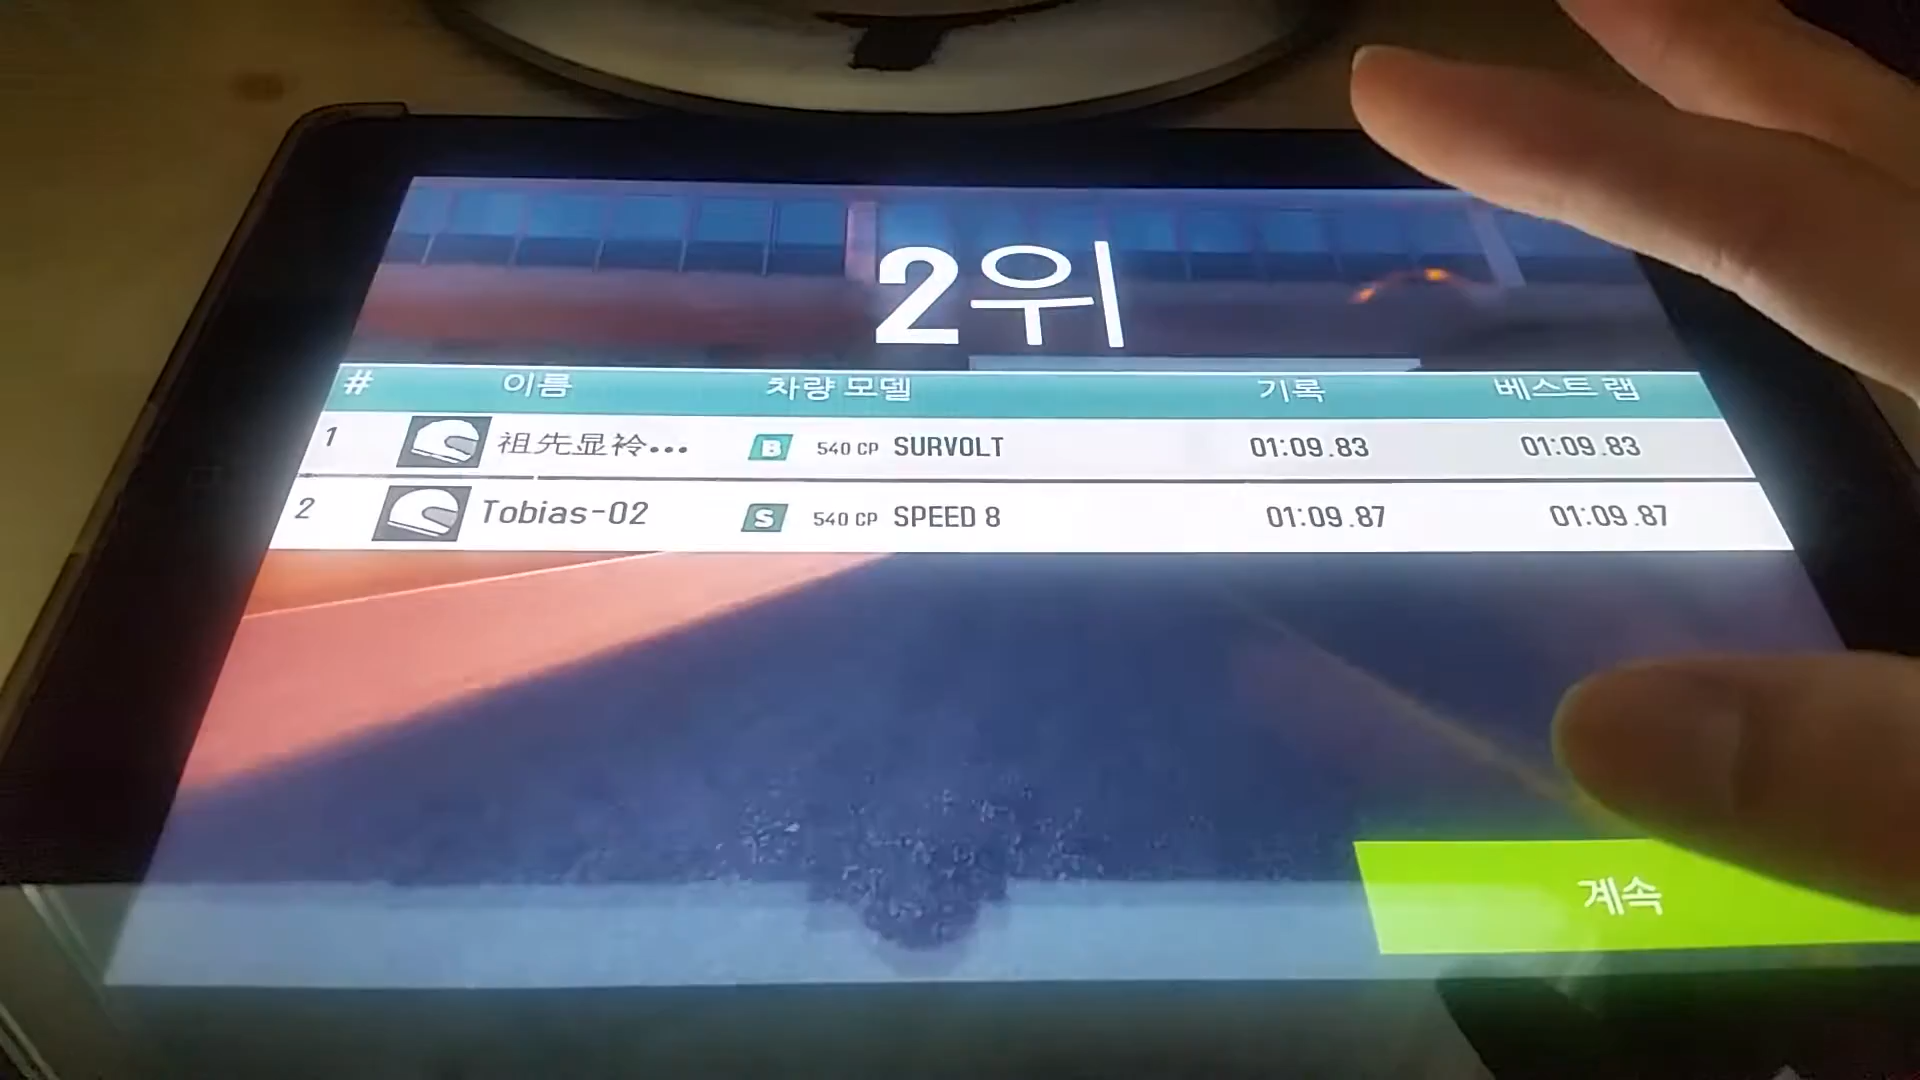 2위
# 이름 차량 모델 기록 베스트 랩
1 祖先显衿... B 540 CP SURVOLT 01:09.83 01:09.83
2 Tobias-02 S 540 CP SPEED 8 01:09.87 01:09.87
계속